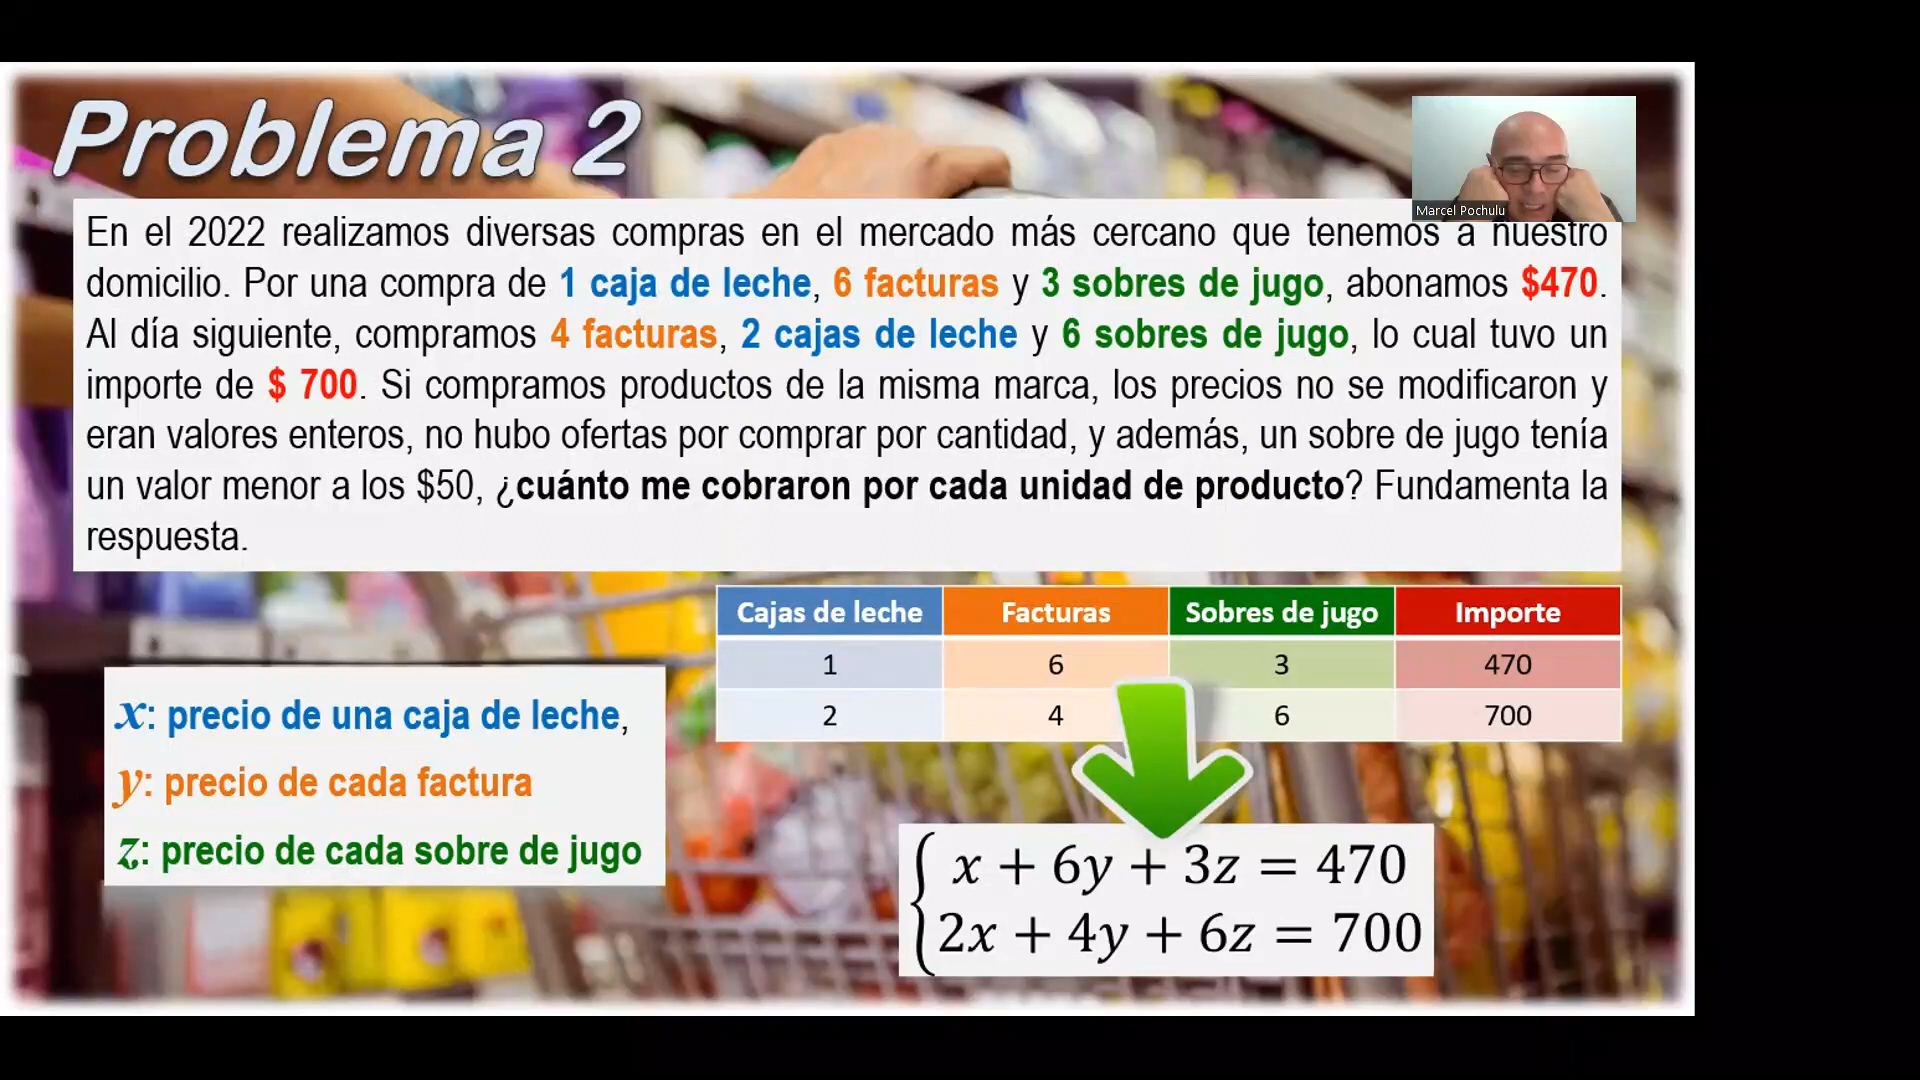 Problema 2
Marcel Pochulu
En el 2022 realizamos diversas compras en el mercado más cercano que tenemos a nuestro
domicilio. Por una compra de 1 caja de leche, 6 facturas y 3 sobres de jugo, abonamos $470.
Al día siguiente, compramos 4 facturas, 2 cajas de leche y 6 sobres de jugo, lo cual tuvo un
importe de $ 700. Si compramos productos de la misma marca, los precios no se modificaron y
eran valores enteros, no hubo ofertas por comprar por cantidad, y además, un sobre de jugo tenía
un valor menor a los $50, ¿cuánto me cobraron por cada unidad de producto? Fundamenta la
respuesta.
Cajas de leche Facturas Sobres de jugo Importe
1 6 3 470
2 4 6 700
x: precio de una caja de leche,
y: precio de cada factura
z: precio de cada sobre de jugo
x + 6y + 3z = 470
2x + 4y + 6z = 700